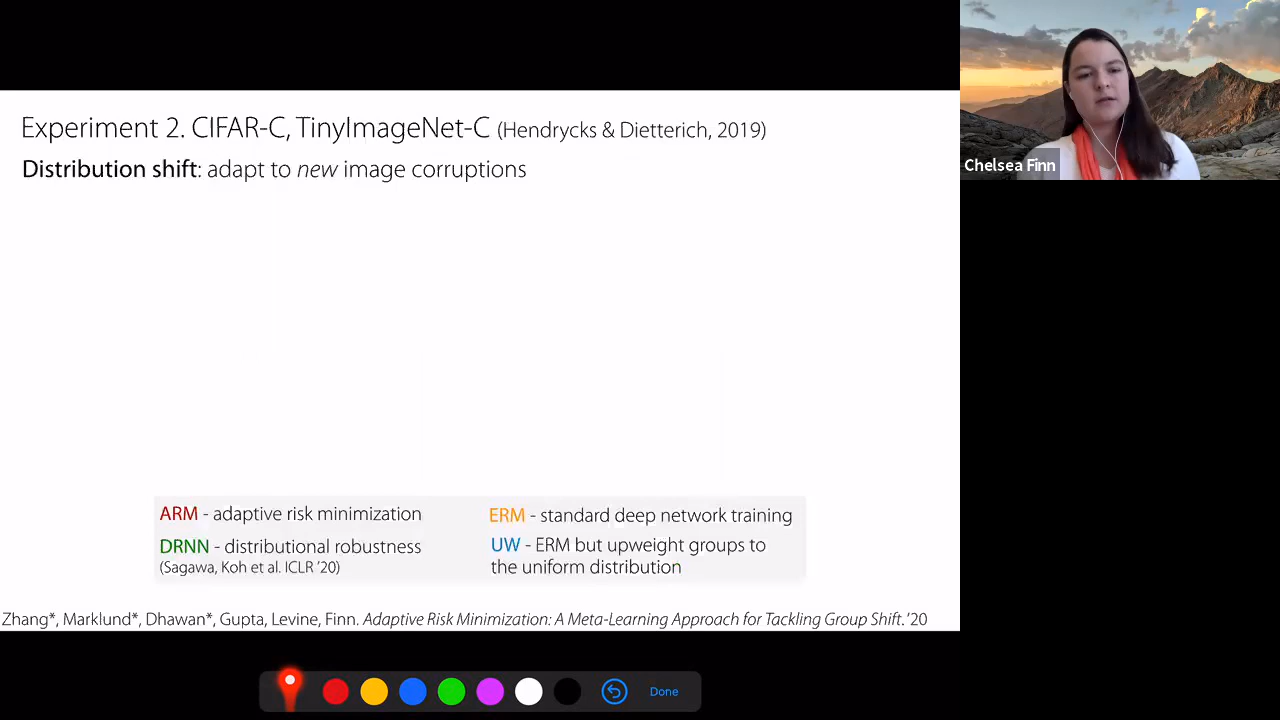 Experiment 2. CIFAR-C, TinyImageNet-C (Hendrycks & Dietterich, 2019)
Distribution shift: adapt to new image corruptions
Chelsea Finn
ARM - adaptive risk minimization
DRNN - distributional robustness
(Sagawa, Koh et al. ICLR '20)
ERM - standard deep network training
UW - ERM but upweight groups to
the uniform distribution
Zhang*, Marklund*, Dhawan*, Gupta, Levine, Finn. Adaptive Risk Minimization: A Meta-Learning Approach for Tackling Group Shift. '20
Done